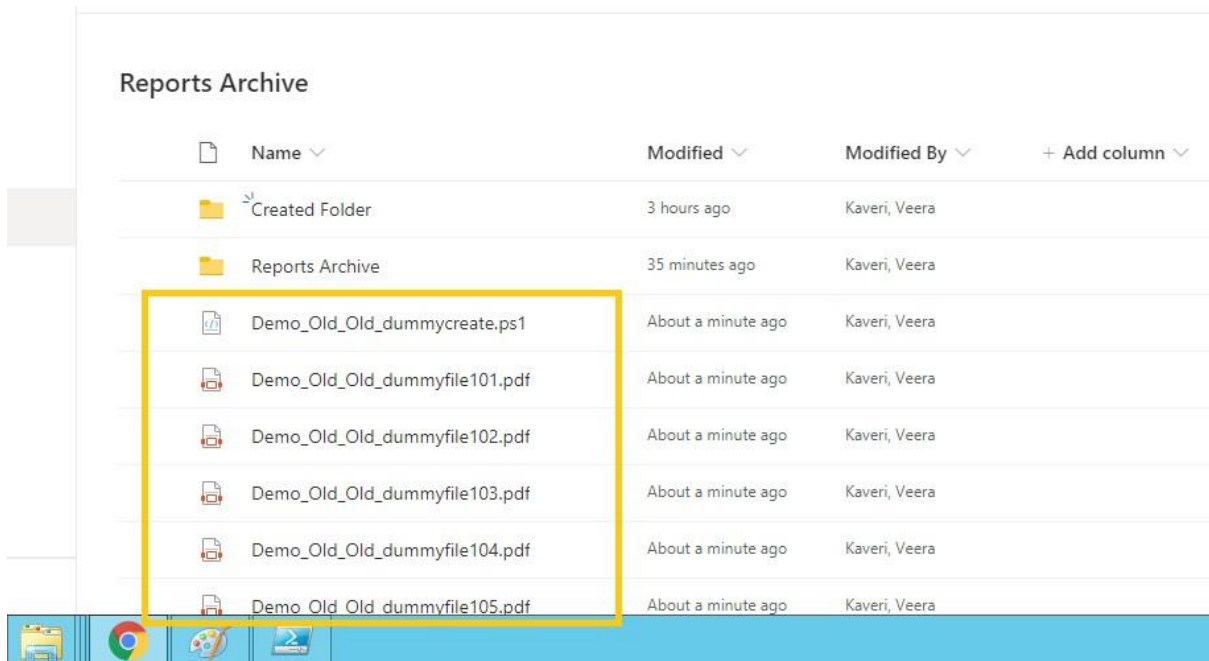 Reports Archive
Name Modified Modified By + Add column
Created Folder 3 hours ago Kaveri, Veera
Reports Archive 35 minutes ago Kaveri, Veera
Demo_Old_Old_dummycreate.ps1 About a minute ago Kaveri, Veera
Demo_Old_Old_dummyfile101.pdf About a minute ago Kaveri, Veera
Demo_Old_Old_dummyfile102.pdf About a minute ago Kaveri, Veera
Demo_Old_Old_dummyfile103.pdf About a minute ago Kaveri, Veera
Demo_Old_Old_dummyfile104.pdf About a minute ago Kaveri, Veera
Demo_Old_Old_dummyfile105.pdf About a minute ago Kaveri, Veera